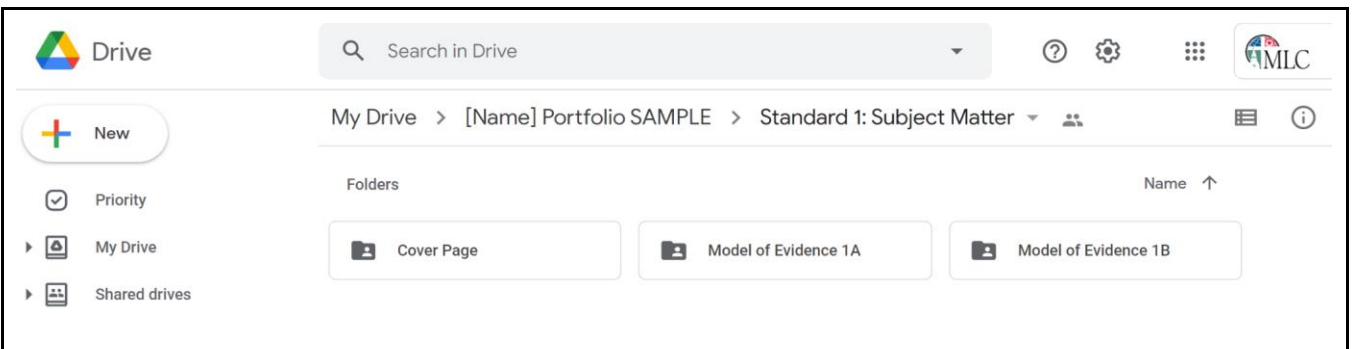 Drive
Search in Drive
MLC
New
My Drive > [Name] Portfolio SAMPLE > Standard 1: Subject Matter
Priority
My Drive
Shared drives
Folders
Name ↑
Cover Page
Model of Evidence 1A
Model of Evidence 1B